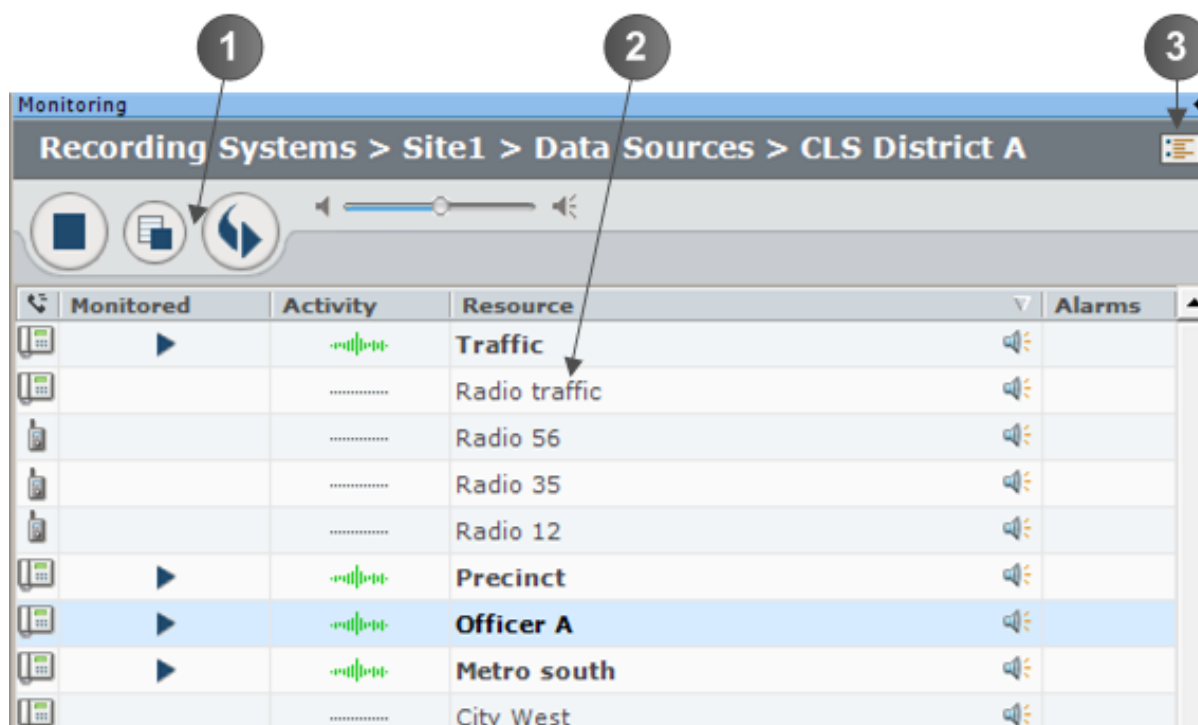 1 2 3
Monitoring
Recording Systems > Site1 > Data Sources > CLS District A
Monitored Activity Resource Alarms
Traffic
Radio traffic
Radio 56
Radio 35
Radio 12
Precinct
Officer A
Metro south
City West